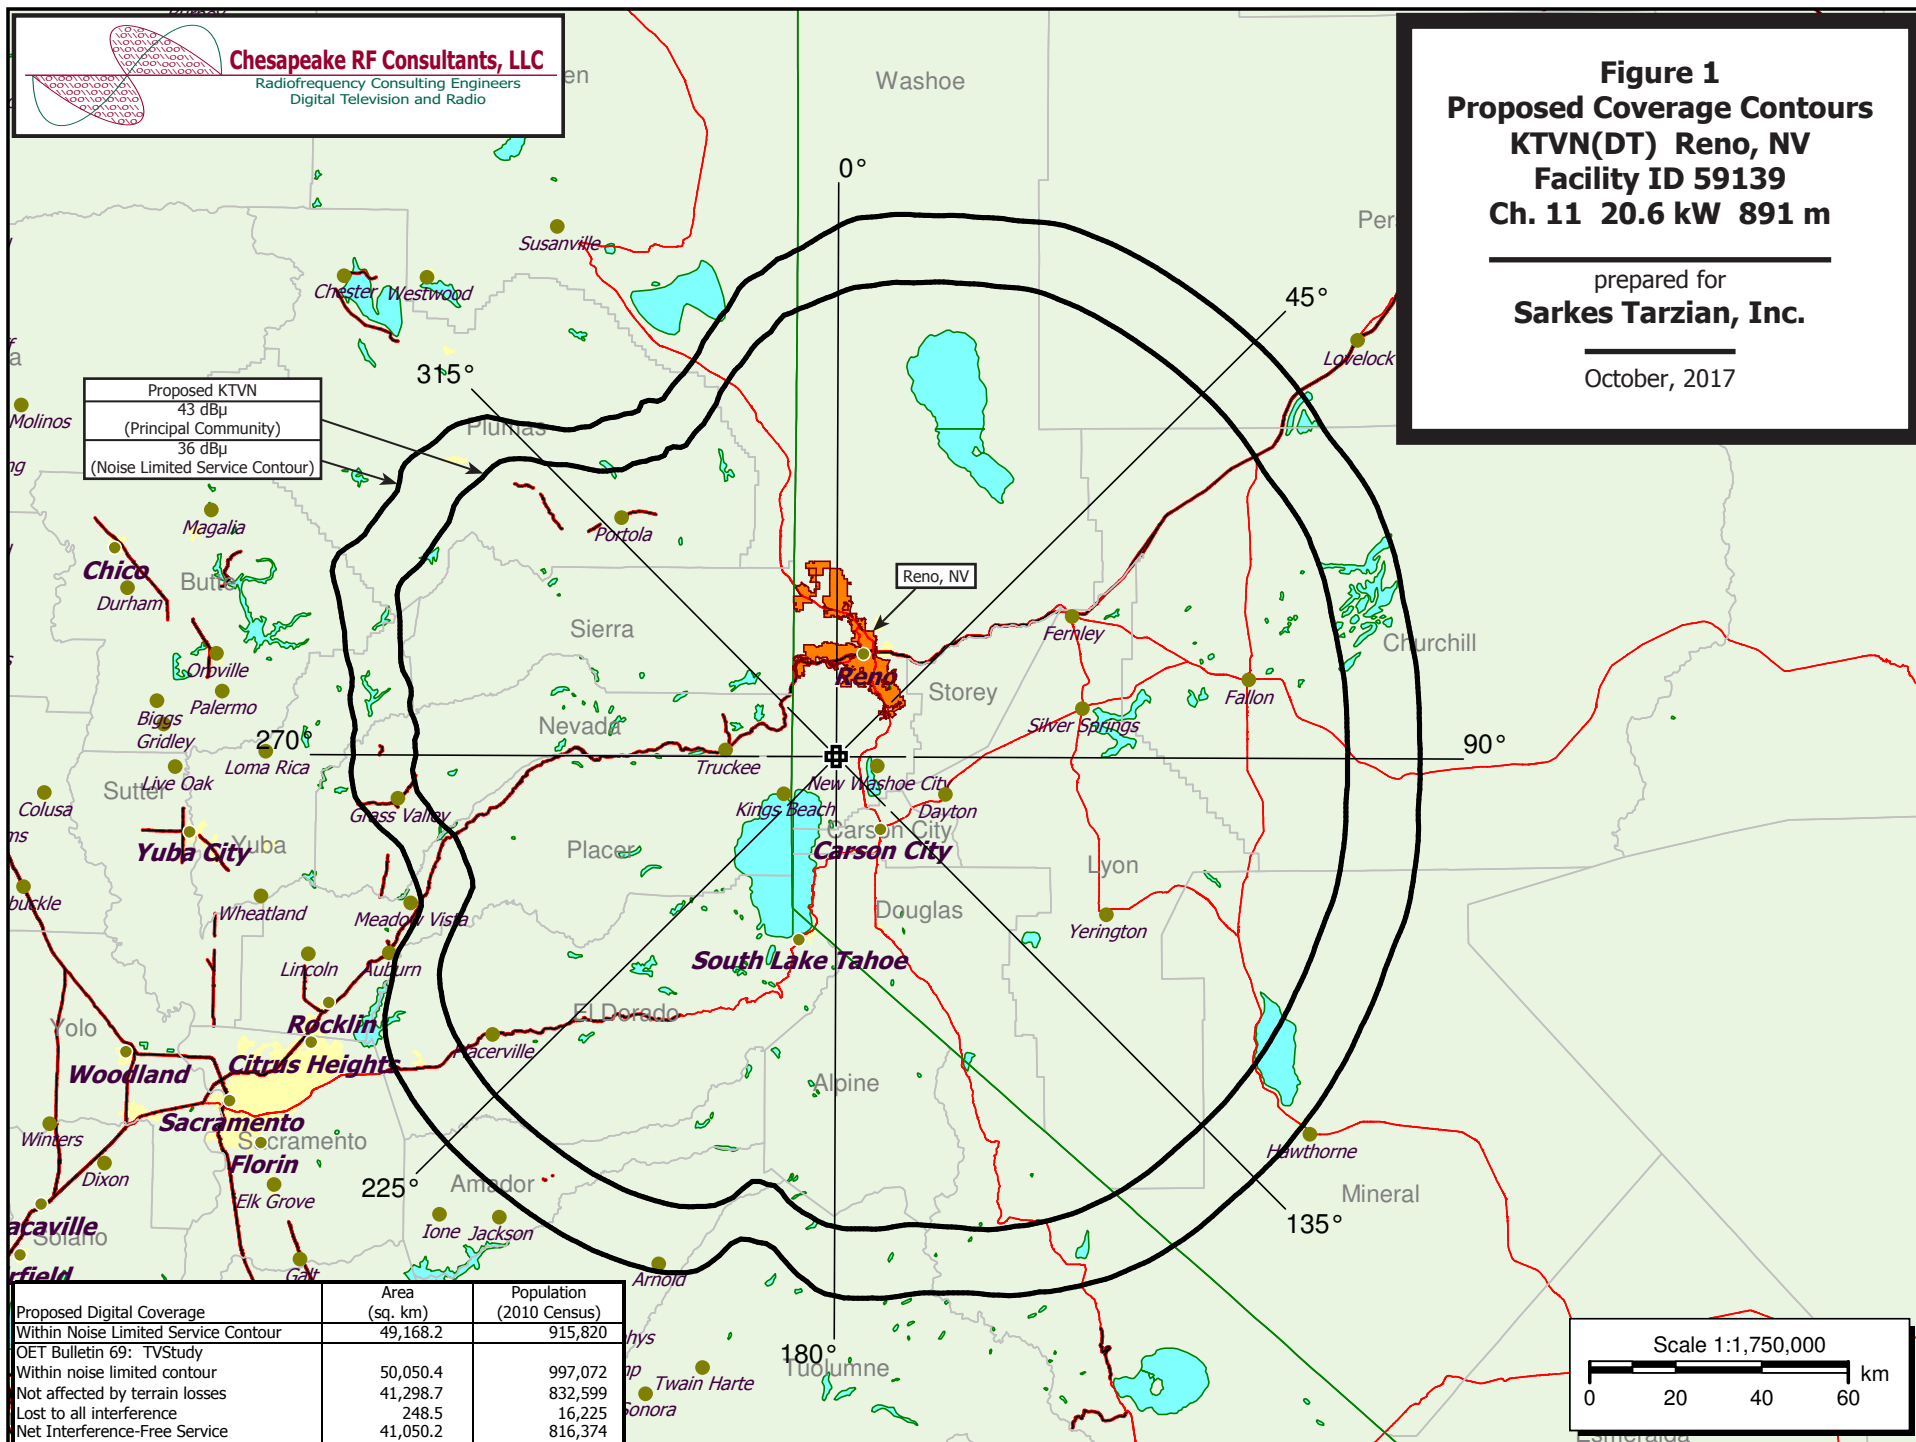 Chesapeake RF Consultants, LLC
Radiofrequency Consulting Engineers
Digital Television and Radio
Figure 1
Proposed Coverage Contours
KTVN(DT) Reno, NV
Facility ID 59139
Ch. 11 20.6 kW 891 m
prepared for
Sarkes Tarzian, Inc.
October, 2017
Washoe
0°
Susanville
Chester
Westwood
45°
Lovelock
315°
Proposed KTVN
43 dBµ
(Principal Community)
36 dBµ
(Noise Limited Service Contour)
Molinos
Plumas
Magalia
Portola
Chico
Durham
Butte
Reno, NV
Sierra
Fernley
Churchill
Oroville
Reno
Storey
Fallon
Palermo
Biggs
Gridley
Nevada
Silver Springs
270°
90°
Loma Rica
Truckee
Live Oak
Sutter
New Washoe City
Colusa
Grass Valley
Kings Beach
Dayton
Carson City
Yuba City
Yuba
Placer
Carson City
Lyon
Wheatland
Meadow Vista
Douglas
Yerington
Lincoln
Auburn
South Lake Tahoe
El Dorado
Yolo
Rocklin
Placerville
Citrus Heights
Woodland
Alpine
Sacramento
Winters
Sacramento
Hawthorne
Florin
Dixon
Elk Grove
225°
Amador
Mineral
135°
Ione
Jackson
Solano
Galt
Arnold
180°
Tuolumne
Twain Harte
Proposed Digital Coverage Area (sq. km) Population (2010 Census)
Within Noise Limited Service Contour 49,168.2 915,820
OET Bulletin 69: TVStudy
Within noise limited contour 50,050.4 997,072
Not affected by terrain losses 41,298.7 832,599
Lost to all interference 248.5 16,225
Net Interference-Free Service 41,050.2 816,374
Scale 1:1,750,000
km
0 20 40 60